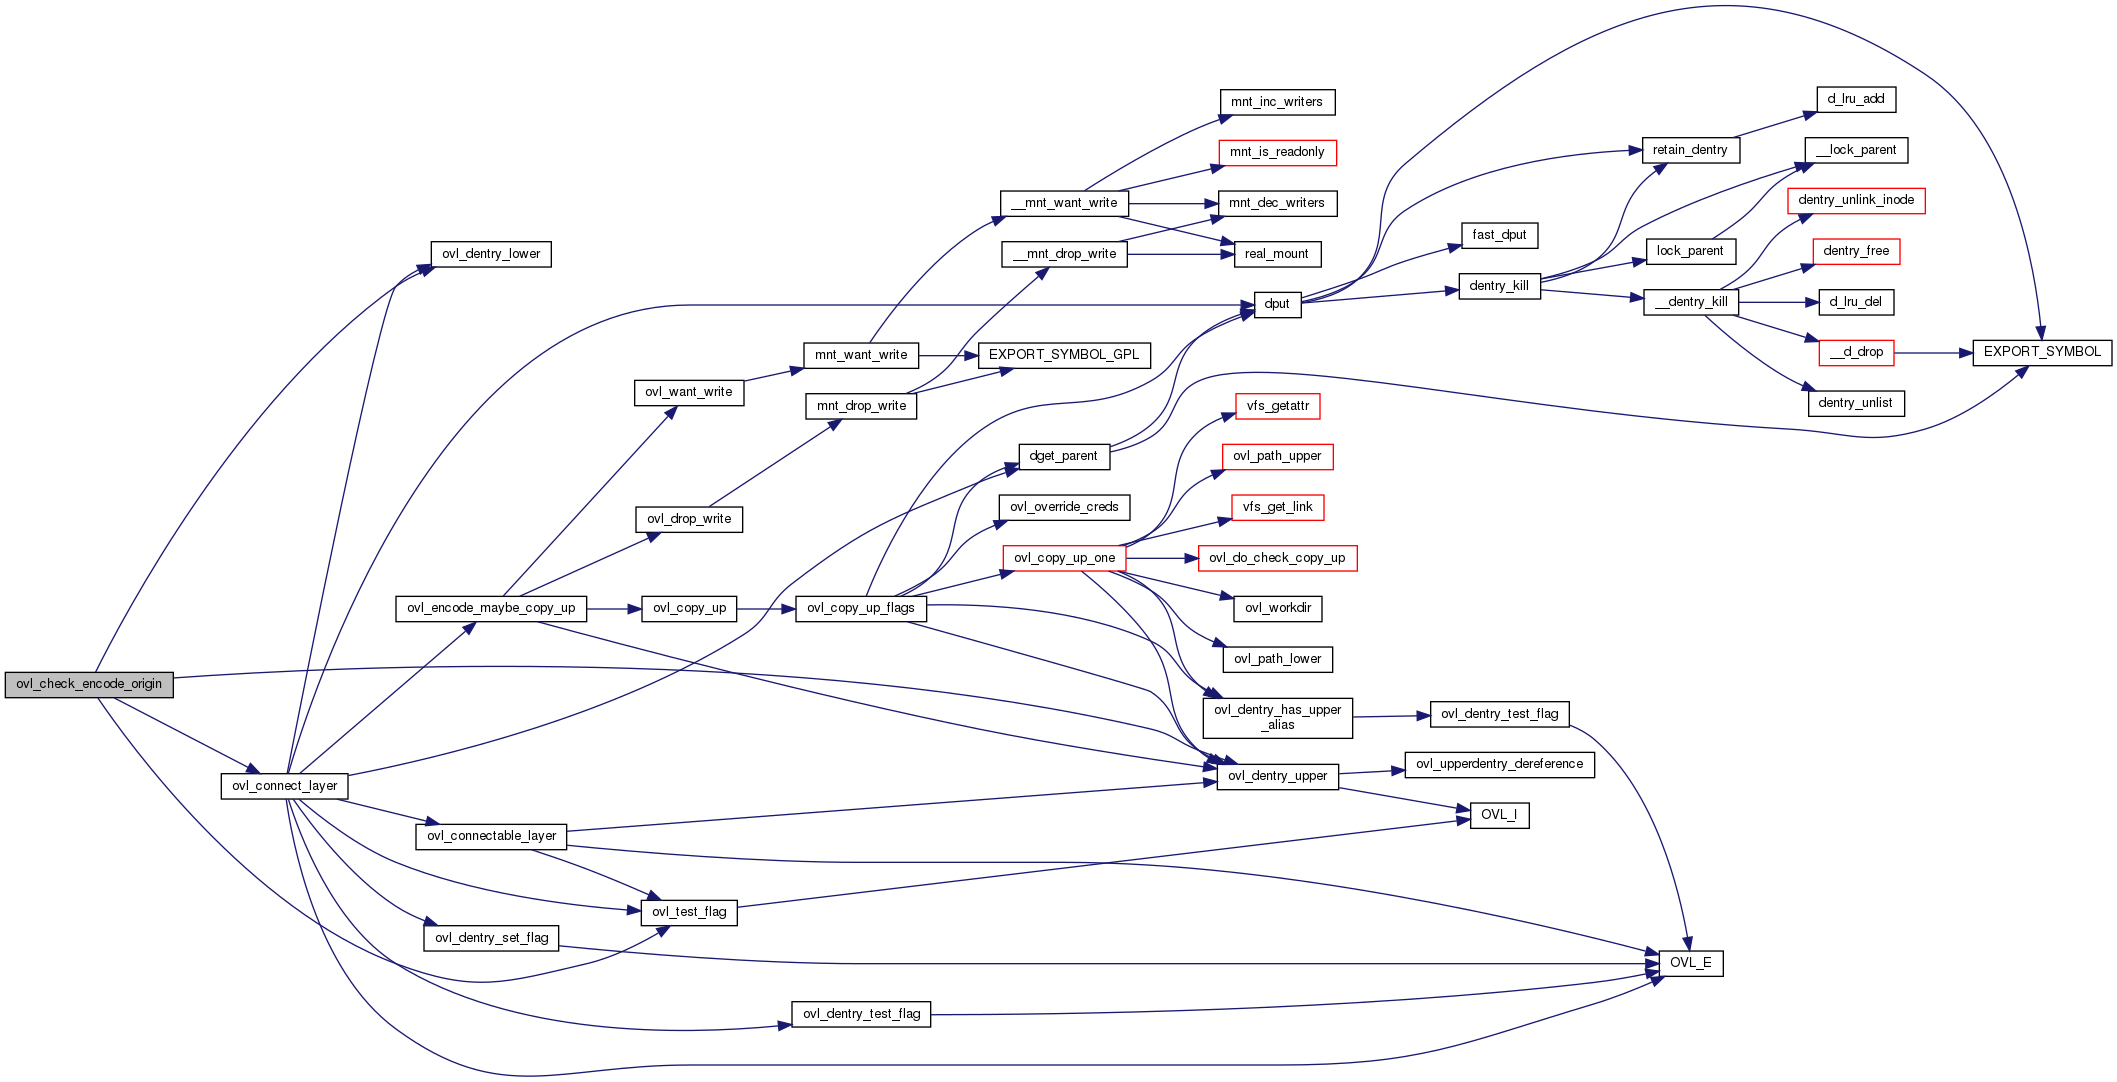 ovl_check_encode_origin
ovl_dentry_lower
ovl_connect_layer
ovl_encode_maybe_copy_up
ovl_connectable_layer
ovl_dentry_set_flag
ovl_want_write
ovl_drop_write
ovl_copy_up
ovl_test_flag
mnt_want_write
mnt_drop_write
ovl_copy_up_flags
ovl_dentry_test_flag
__mnt_want_write
__mnt_drop_write
EXPORT_SYMBOL_GPL
dget_parent
ovl_override_creds
ovl_copy_up_one
mnt_inc_writers
mnt_is_readonly
mnt_dec_writers
real_mount
dput
vfs_getattr
ovl_path_upper
vfs_get_link
ovl_do_check_copy_up
ovl_workdir
ovl_path_lower
ovl_dentry_has_upper
_alias
ovl_dentry_upper
fast_dput
dentry_kill
ovl_dentry_test_flag
ovl_upperdentry_dereference
OVL_I
retain_dentry
lock_parent
__dentry_kill
OVL_E
d_lru_add
__lock_parent
dentry_unlink_inode
dentry_free
d_lru_del
__d_drop
dentry_unlist
EXPORT_SYMBOL